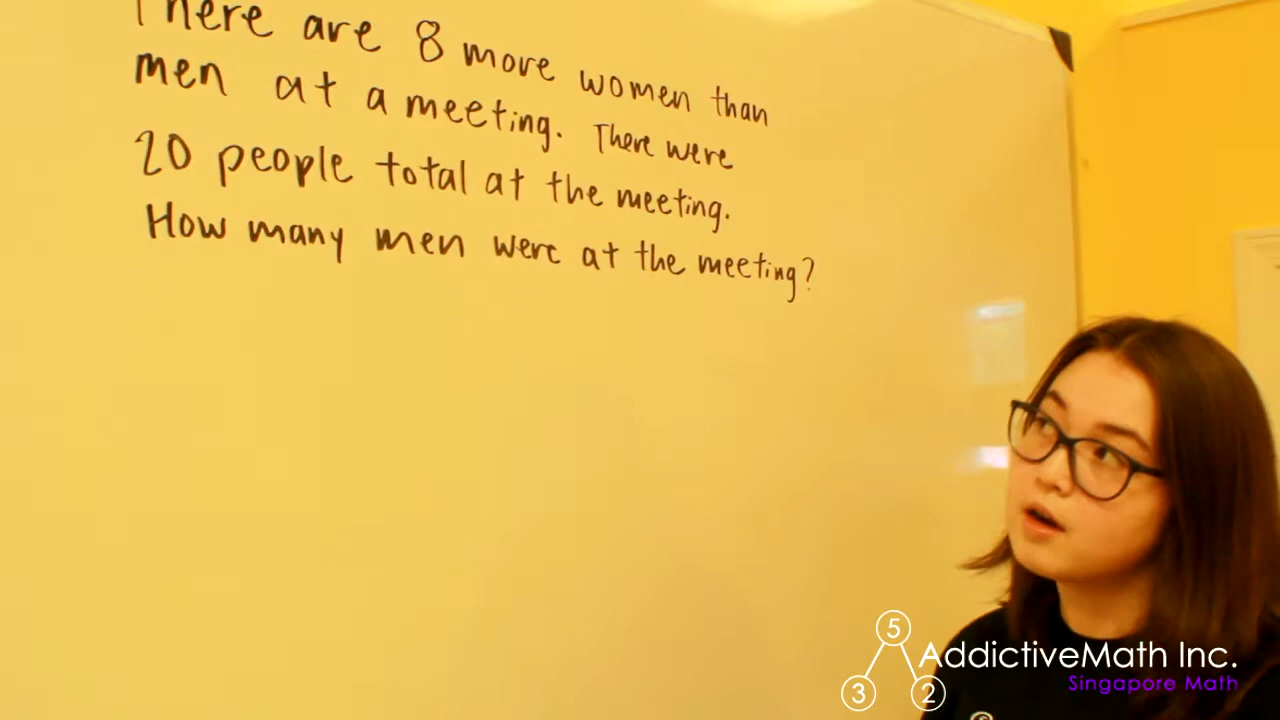 There are 8 more women than
men at a meeting. There were
20 people total at the meeting.
How many men were at the meeting?
5
3 2
AddictiveMath Inc.
Singapore Math